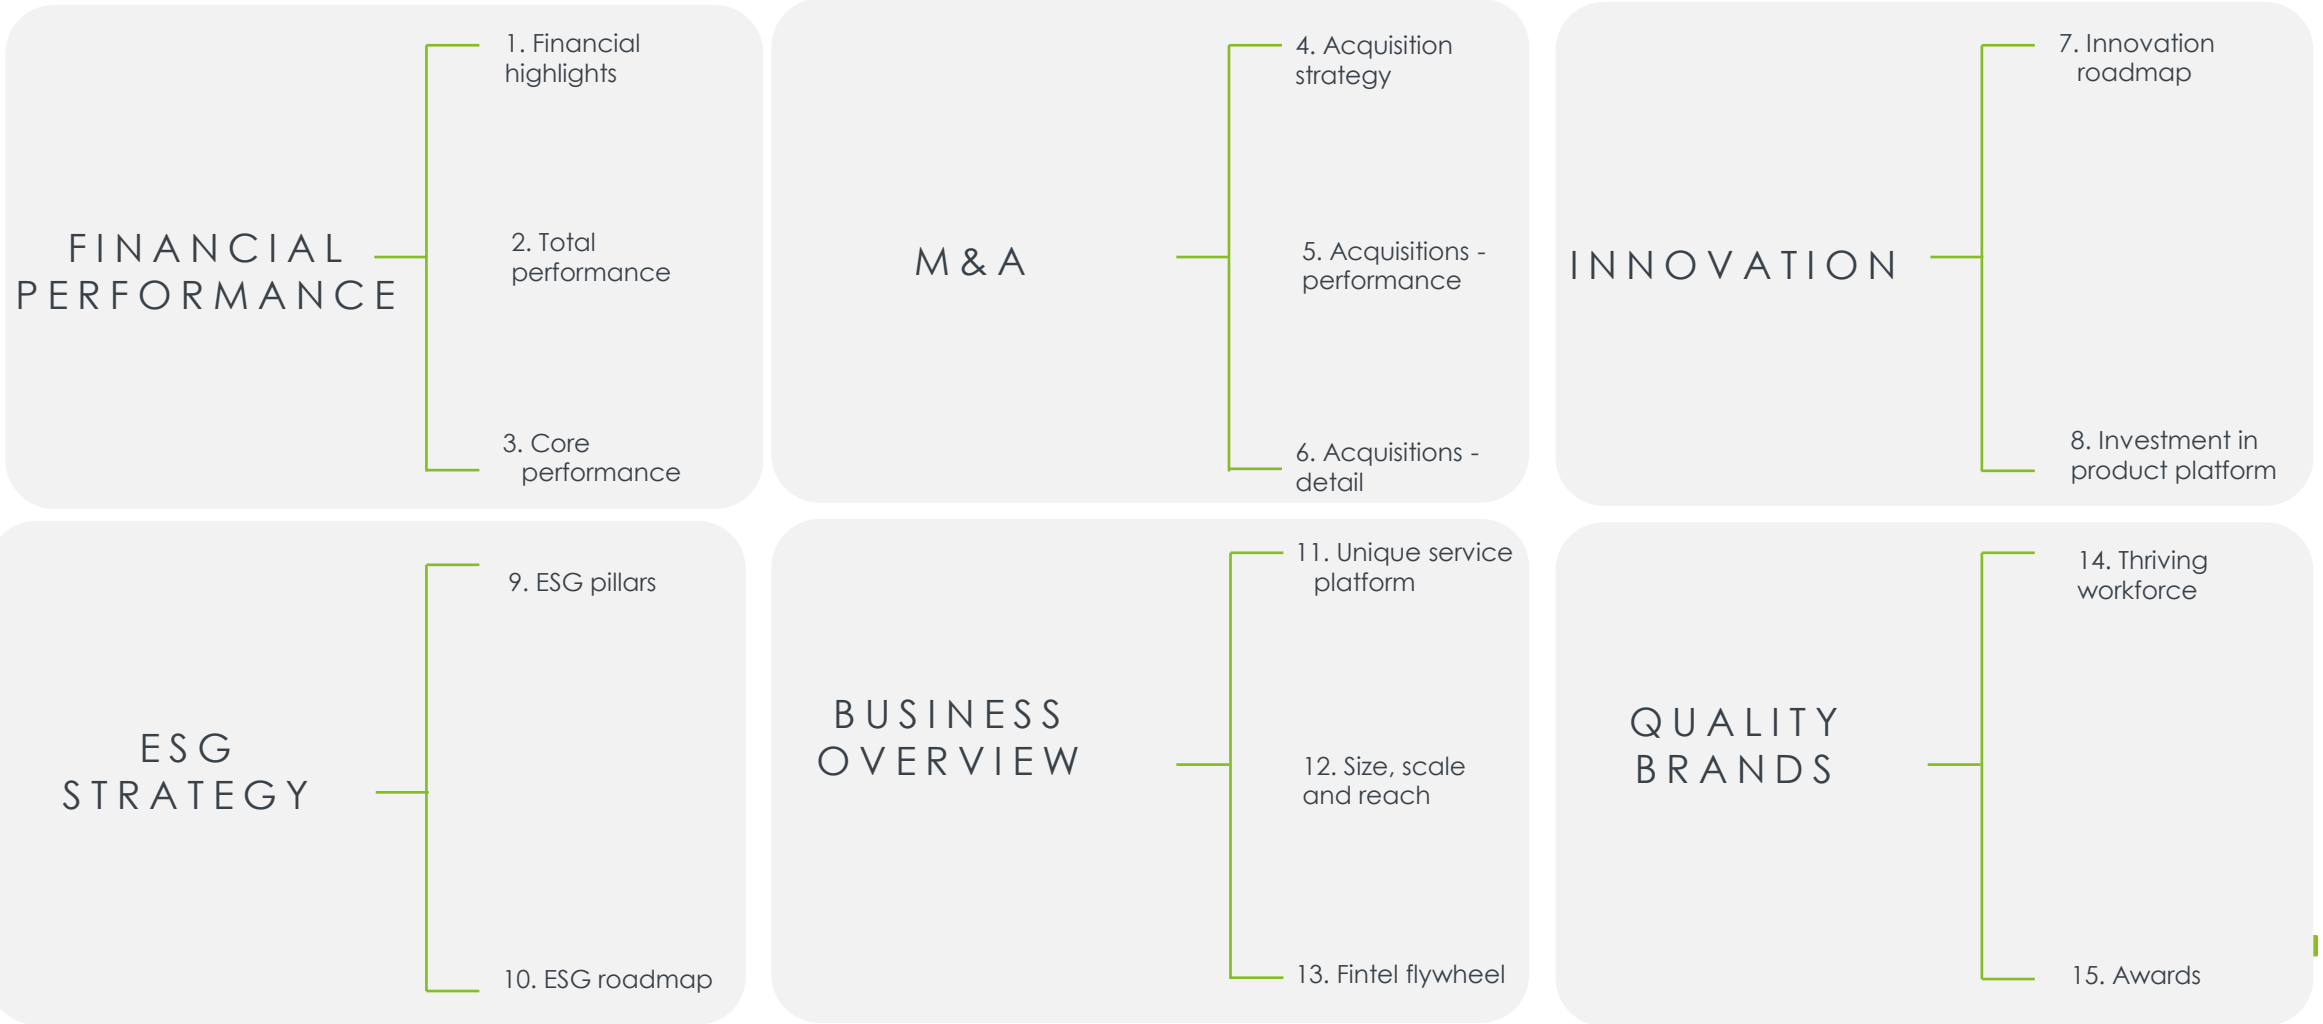 FINANCIAL
PERFORMANCE
1. Financial
highlights
2. Total
performance
3. Core
performance
M & A
4. Acquisition
strategy
5. Acquisitions -
performance
6. Acquisitions -
detail
INNOVATION
7. Innovation
roadmap
8. Investment in
product platform
ESG
STRATEGY
9. ESG pillars
10. ESG roadmap
BUSINESS
OVERVIEW
11. Unique service
platform
12. Size, scale
and reach
13. Fintel flywheel
QUALITY
BRANDS
14. Thriving
workforce
15. Awards